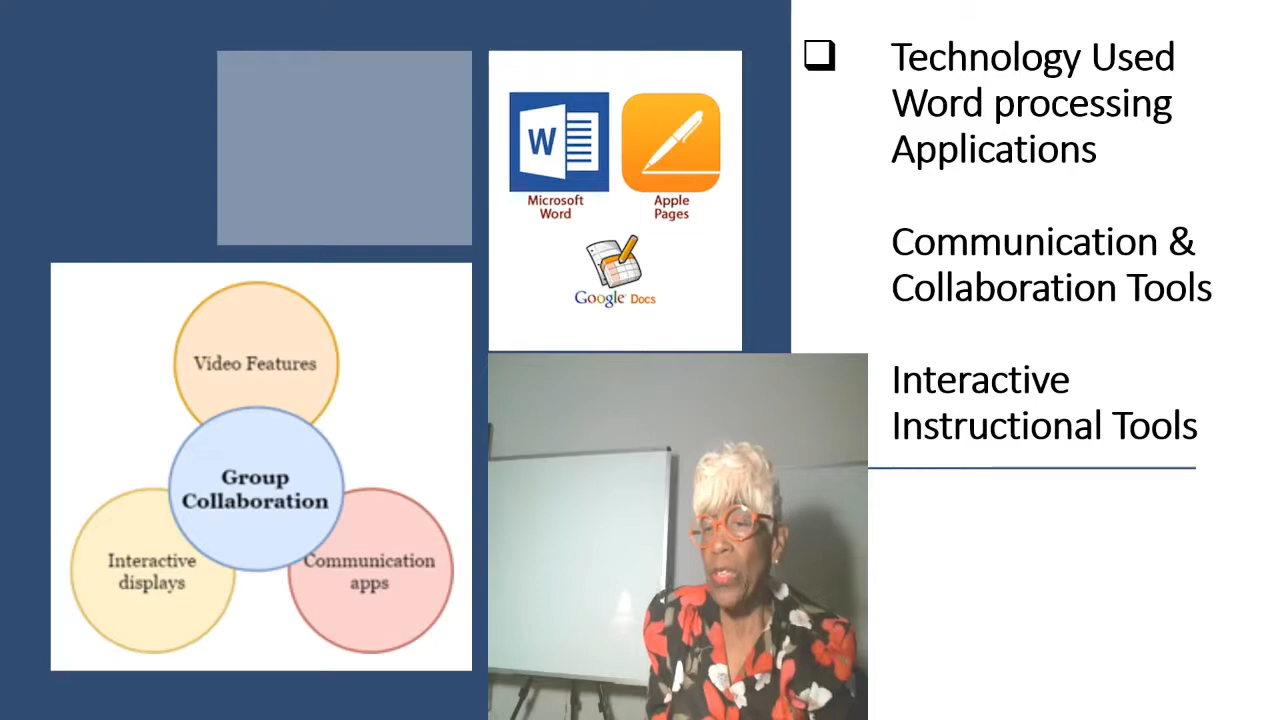 Technology Used
Word processing
Applications
Communication &
Collaboration Tools
Interactive
Instructional Tools
W
Microsoft
Word
Apple
Pages
Google Docs
Video Features
Group
Collaboration
Interactive
displays
Communication
apps